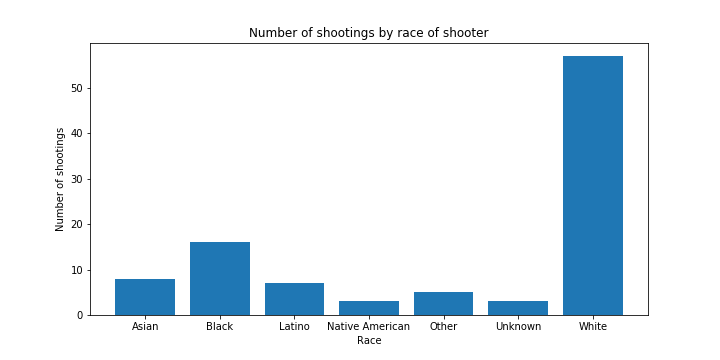 Number of shootings by race of shooter
Number of shootings
50
40
30
20
10
0
Asian Black Latino Native American Other Unknown White
Race